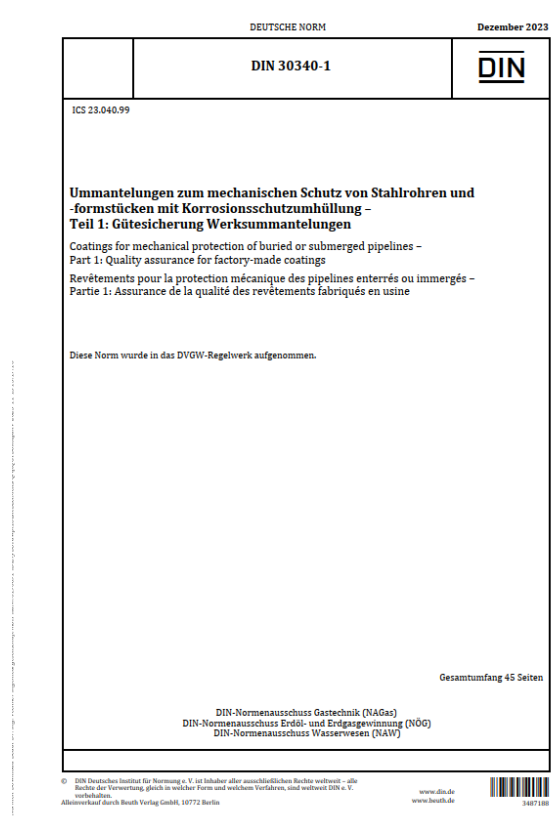 DEUTSCHE NORM
Dezember 2023
DIN 30340-1
DIN
ICS 23.040.99
Ummantelungen zum mechanischen Schutz von Stahlrohren und
-formstücken mit Korrosionsschutzumhüllung –
Teil 1: Gütesicherung Werksummantelungen
Coatings for mechanical protection of buried or submerged pipelines –
Part 1: Quality assurance for factory-made coatings
Revêtements pour la protection mécanique des pipelines enterrés ou immergés –
Partie 1: Assurance de la qualité des revêtements fabriqués en usine
Diese Norm wurde in das DVGW-Regelwerk aufgenommen.
Gesamtumfang 45 Seiten
DIN-Normenausschuss Gastechnik (NAGas)
DIN-Normenausschuss Erdöl- und Erdgasgewinnung (NÖG)
DIN-Normenausschuss Wasserwesen (NAW)
© DIN Deutsches Institut für Normung e. V. ist Inhaber aller ausschließlichen Rechte weltweit – alle
Rechte der Verwertung, gleich in welcher Form und welchem Verfahren, sind weltweit DIN e. V.
vorbehalten.
Alleinverkauf durch Beuth Verlag GmbH, 10772 Berlin
www.din.de
www.beuth.de
3487188